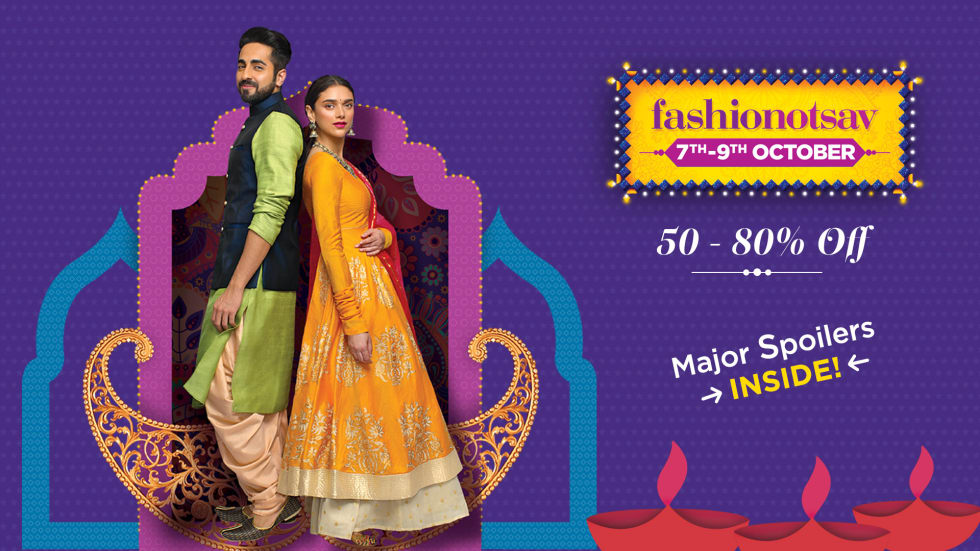 fashionotsav
7TH-9TH OCTOBER
50 - 80% Off
Major Spoilers
→ INSIDE! ←